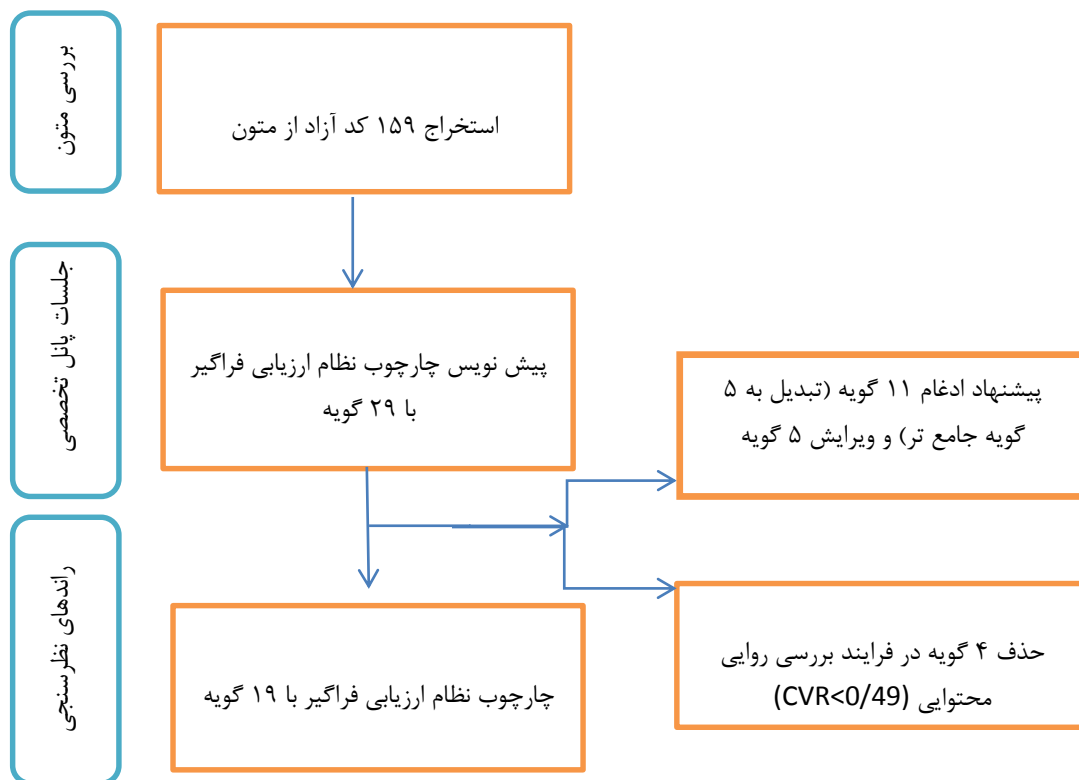 بررسی متون
استخراج ۱۵۹ کد آزاد از متون
جلسات پانل تخصصی
پیش نویس چارچوب نظام ارزیابی فراگیر
با ۲۹ گویه
پیشنهاد ادغام ۱۱ گویه (تبدیل به ۵
گویه جامع تر) و ویرایش ۵ گویه
راندهای نظرسنجی
چارچوب نظام ارزیابی فراگیر با ۱۹ گویه
حذف ۴ گویه در فرایند بررسی روایی
محتوایی (CVR<0/49)